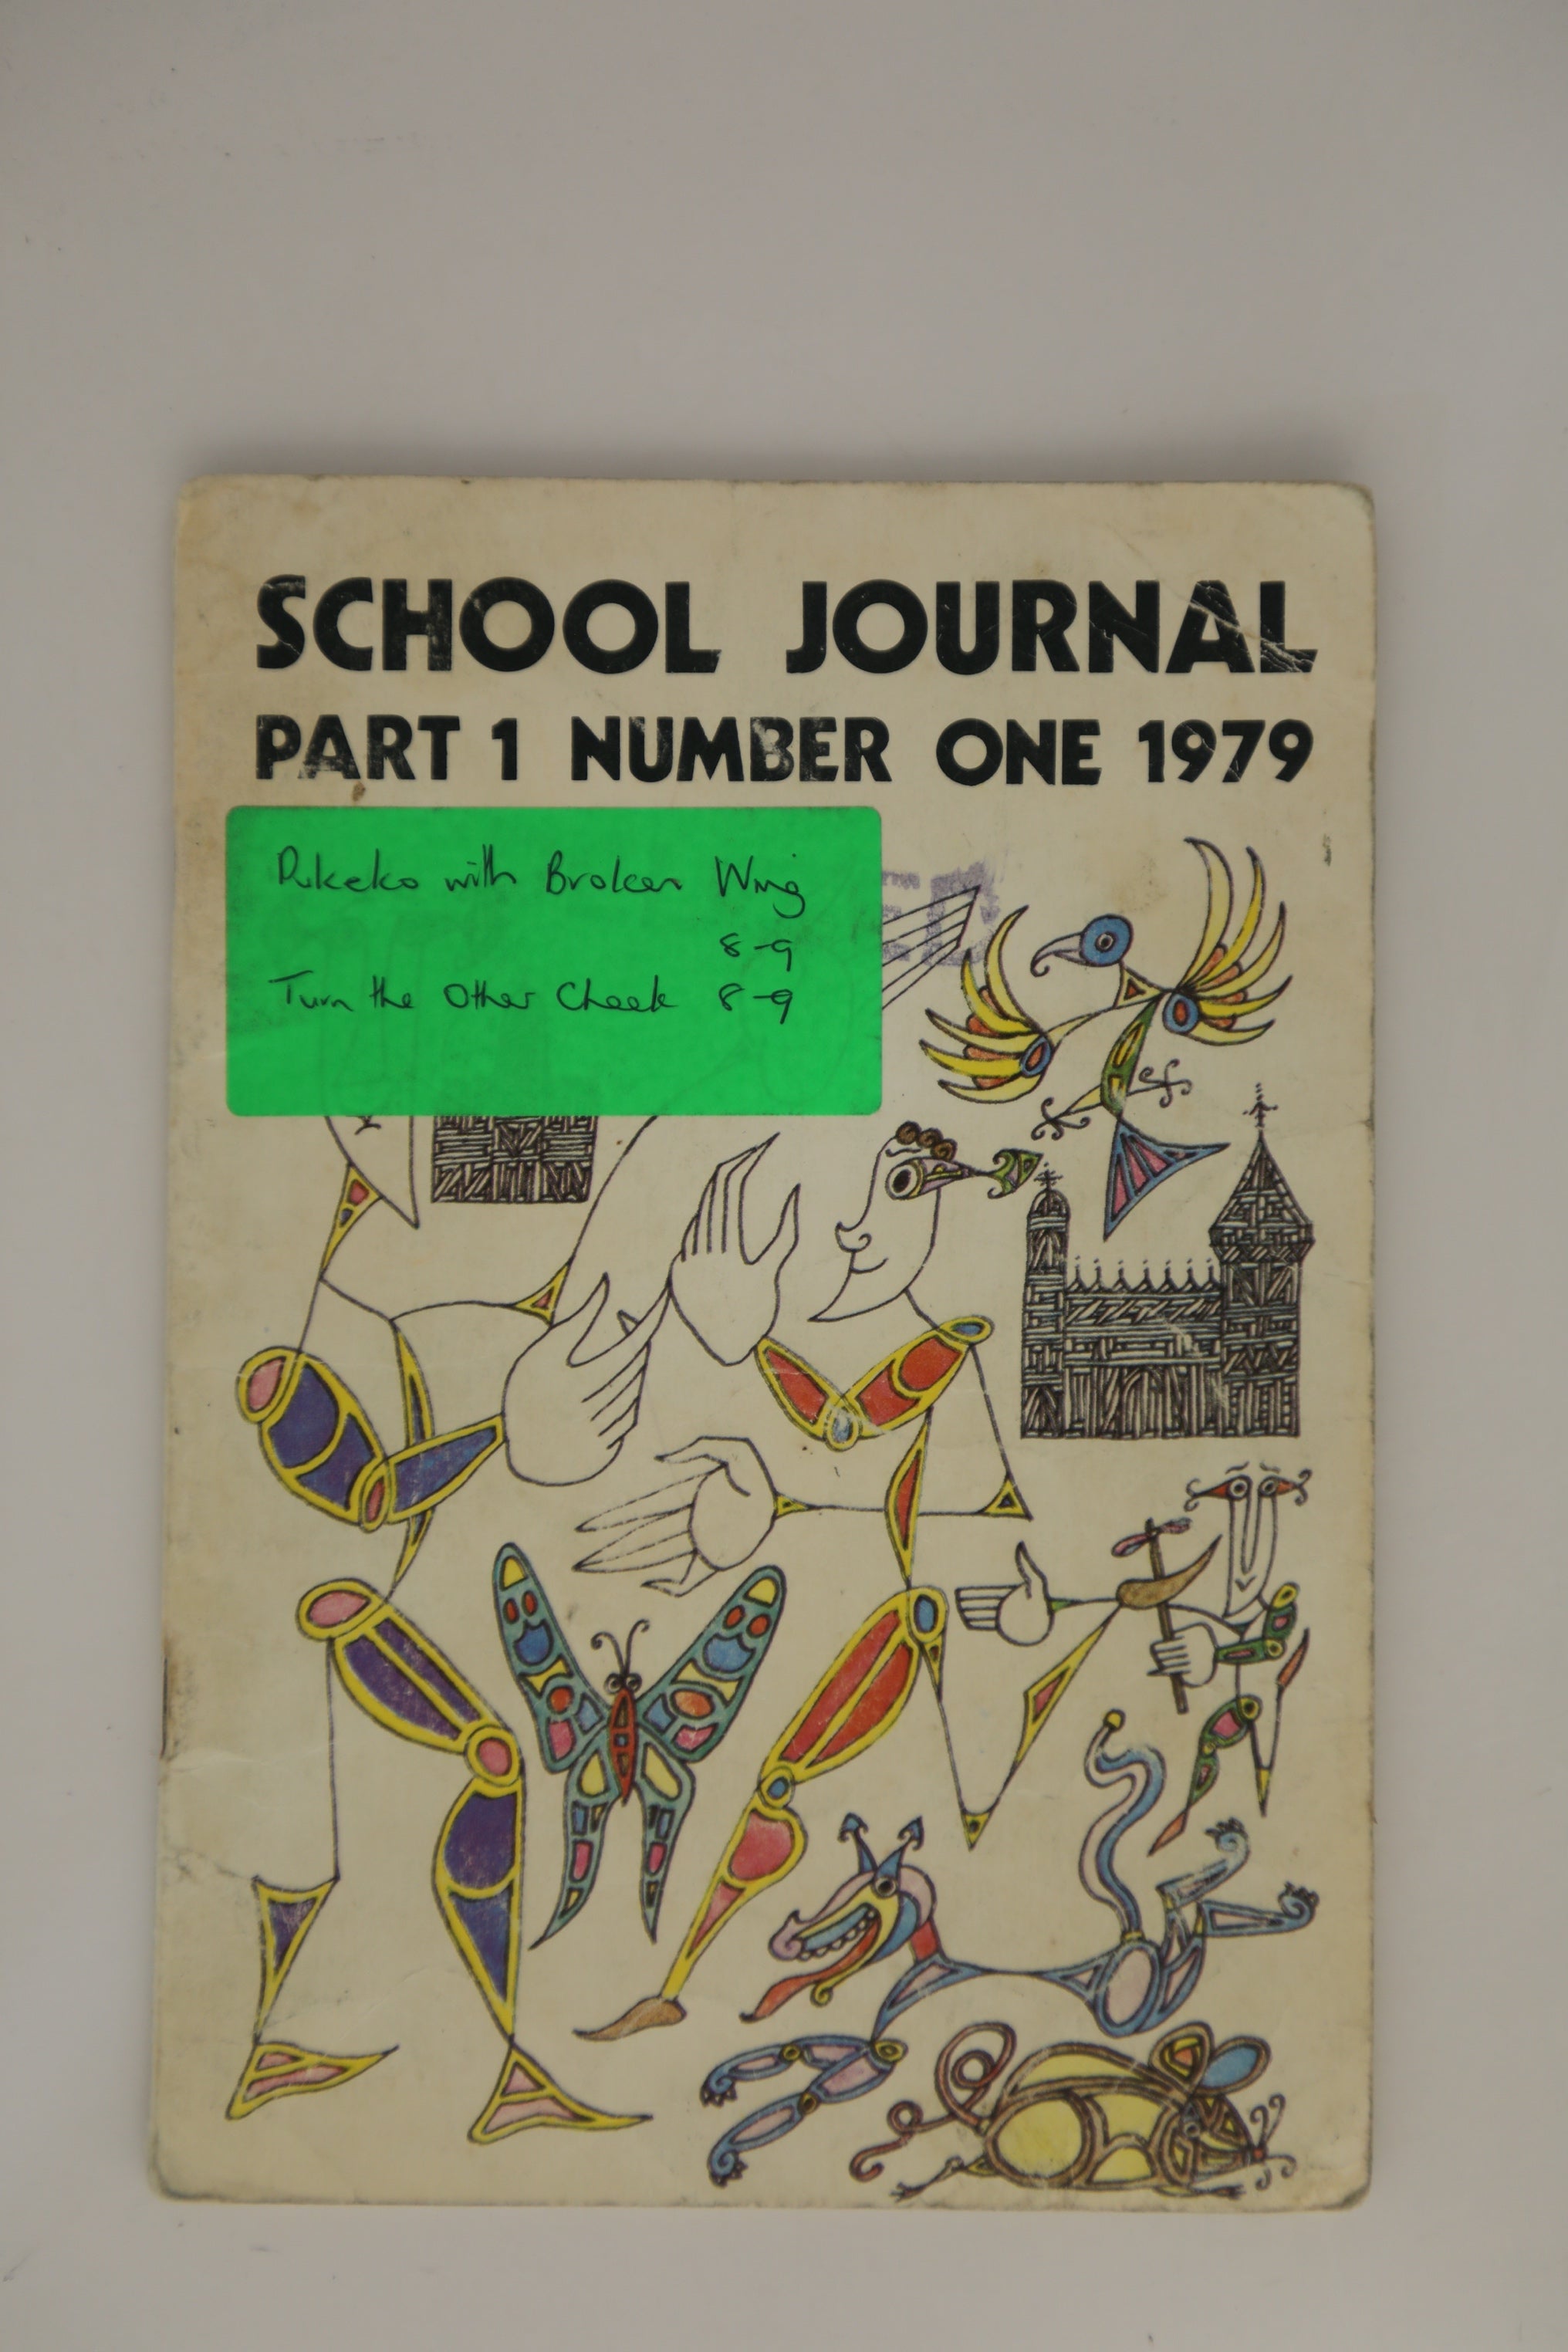 SCHOOL JOURNAL
PART 1 NUMBER ONE 1979
Pukeko with Broken Wing
8-9
Turn the Other Cheek 8-9